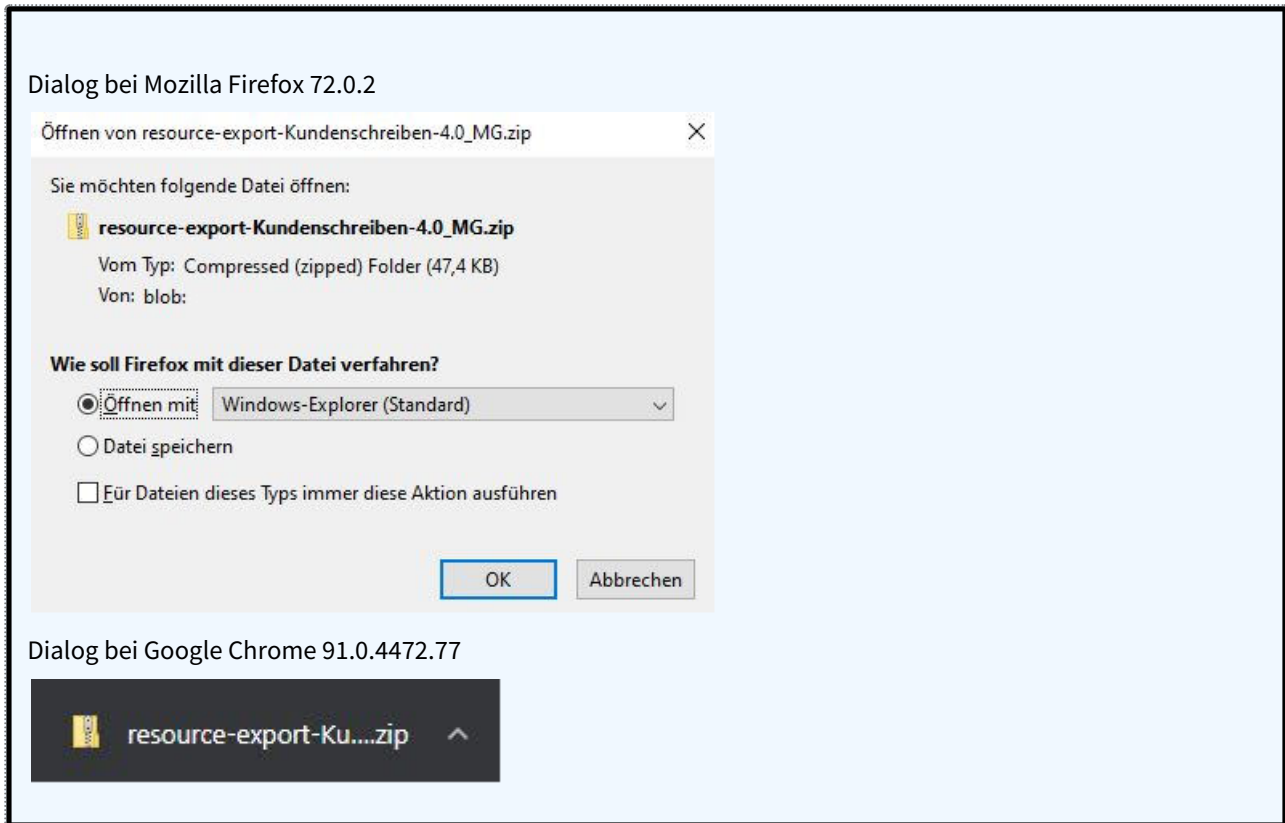 Dialog bei Mozilla Firefox 72.0.2
Öffnen von resource-export-Kundenschreiben-4.0_MG.zip
Sie möchten folgende Datei öffnen:
resource-export-Kundenschreiben-4.0_MG.zip
Vom Typ: Compressed (zipped) Folder (47,4 KB)
Von: blob:
Wie soll Firefox mit dieser Datei verfahren?
Öffnen mit Windows-Explorer (Standard)
Datei speichern
Für Dateien dieses Typs immer diese Aktion ausführen
OK Abbrechen
Dialog bei Google Chrome 91.0.4472.77
resource-export-Ku....zip